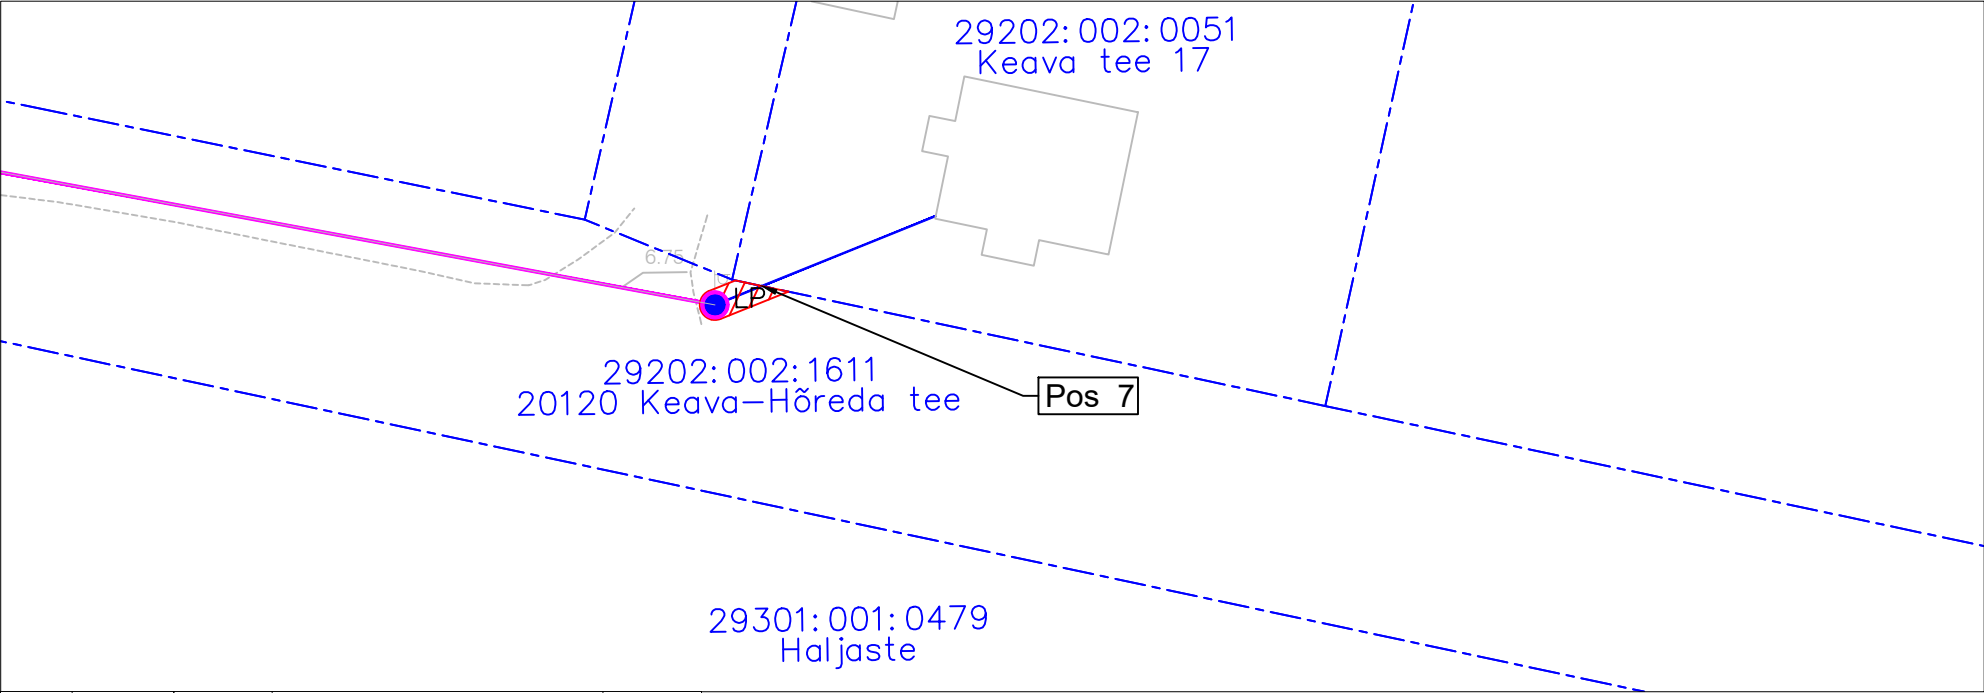 29202:002:0051
Keava tee 17
6.75
LP
29202:002:1611
20120 Keava–Hõreda tee
Pos 7
29301:001:0479
Haljaste